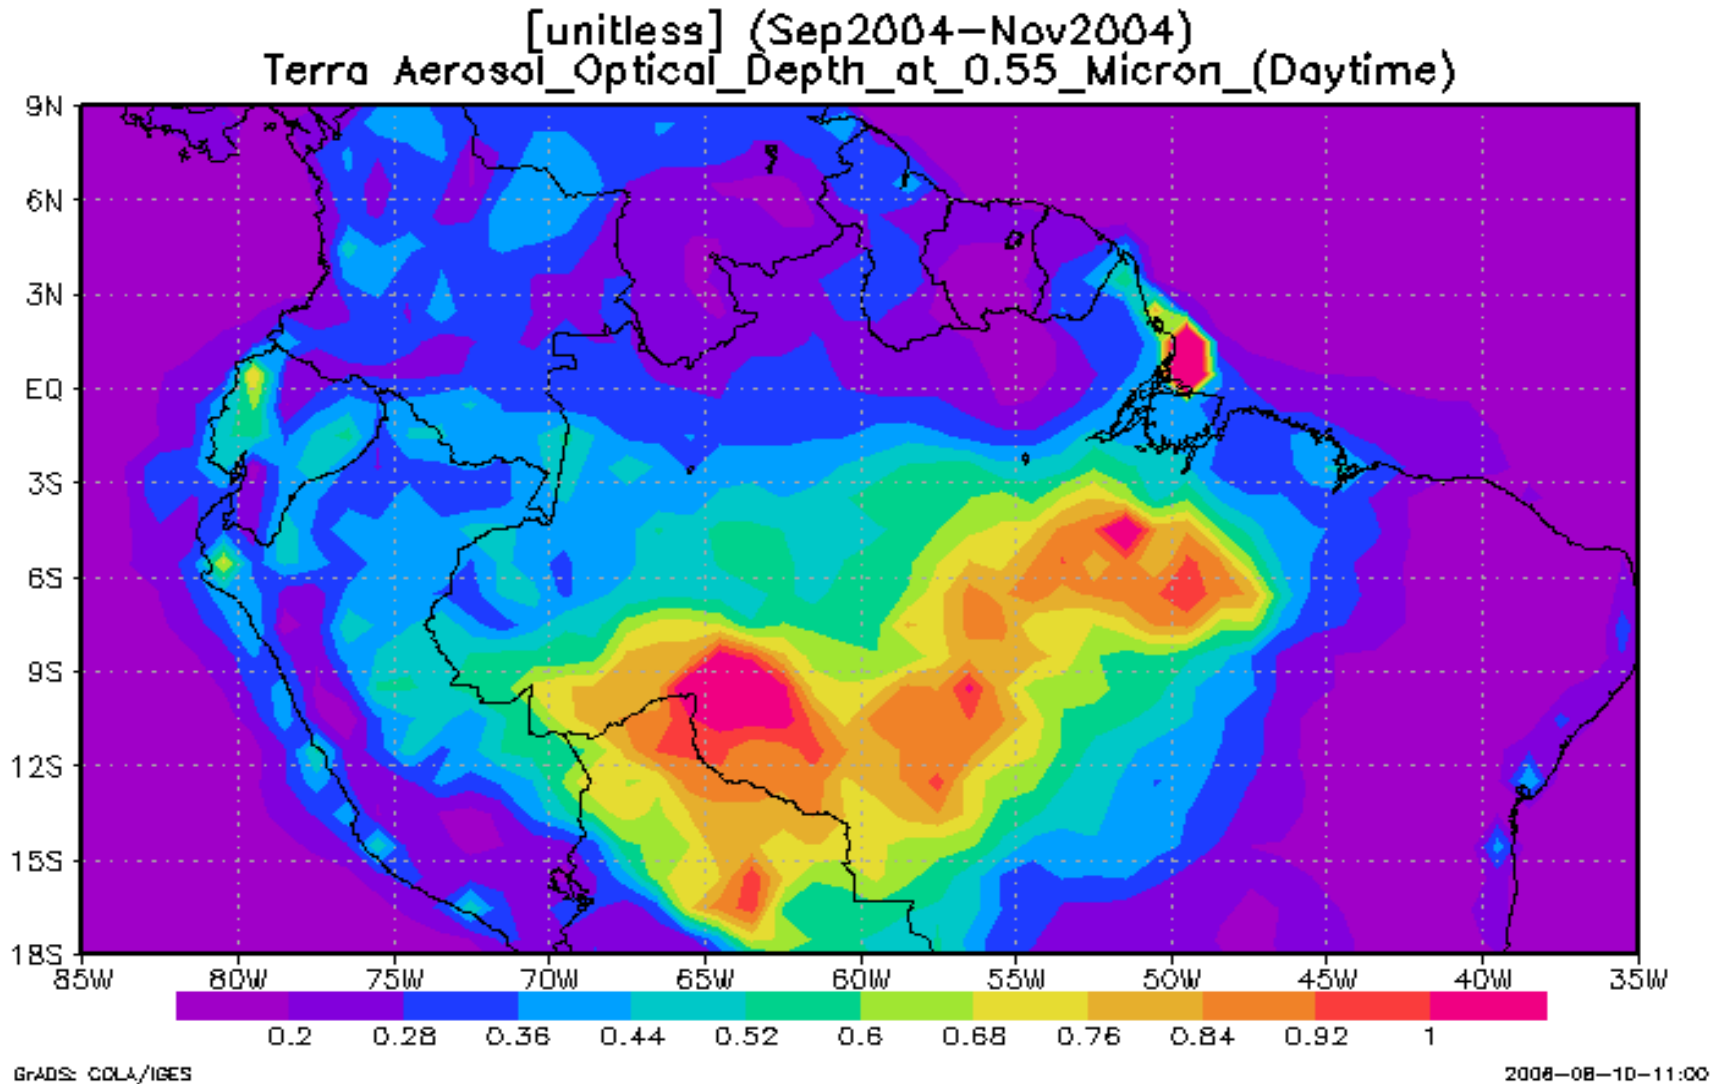 [unitless] (Sep2004-Nov2004)
Terra Aerosol_Optical_Depth_at_0.55_Micron_(Daytime)
9N
6N
3N
EQ
3S
6S
9S
12S
15S
18S
85W 80W 75W 70W 65W 60W 55W 50W 45W 40W 35W
0.2 0.28 0.36 0.44 0.52 0.6 0.68 0.76 0.84 0.92 1
GrADS: COLA/IGES 2006-08-10-11:00